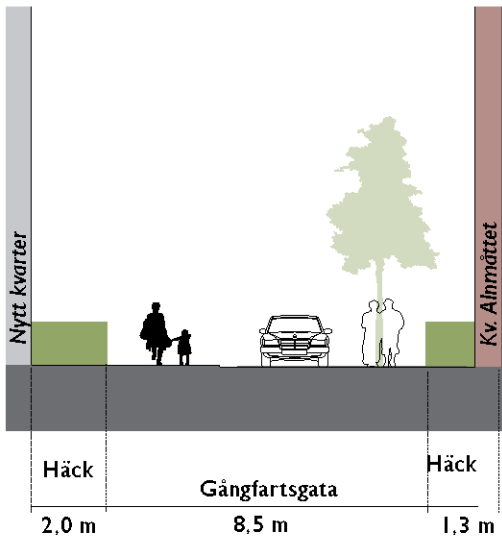 Nytt kvarter
Kv. Alnmåttet
Häck
Häck
Gångfartsgata
2,0 m
8,5 m
1,3 m